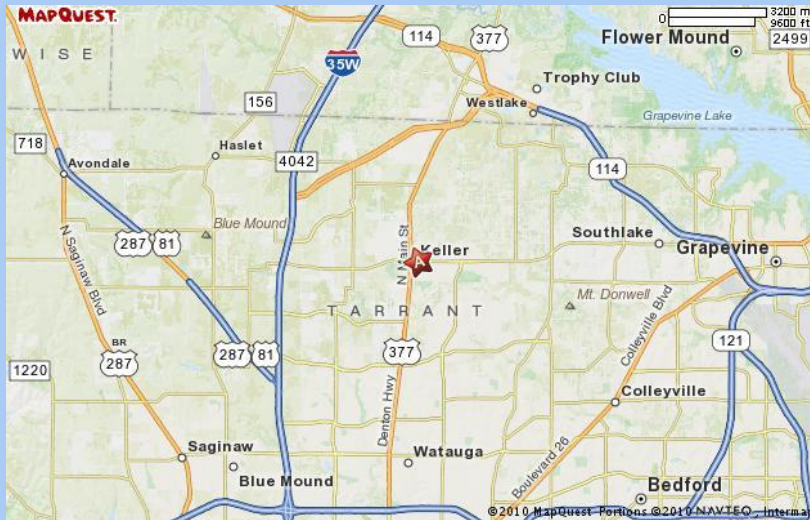 MAPQUEST.
3200 m
0
9600 ft
114
377
Flower Mound
2499
WISE
35W
Trophy Club
156
Westlake
Grapevine Lake
718
Haslet
4042
Avondale
114
Blue Mound
287 81
N Main St
Southlake
Keller
A
Grapevine
N Saginaw Blvd
Mt. Donwell
TARRANT
Colleyville Blvd
BR
287
287 81
377
121
1220
Colleyville
Denton Hwy
Saginaw
Watauga
Boulevard 26
Blue Mound
Bedford
©2010 MapQuest Portions ©2010 NAVTEQ, Interma